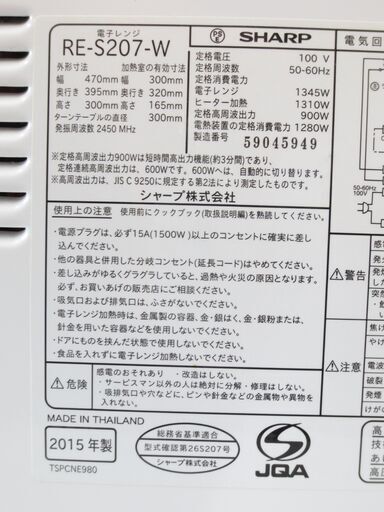 電子レンジ
RE-S207-W
PS E
SHARP
電気回
外形寸法 加熱室の有効寸法
幅 470mm 幅 300mm
奥行き 395mm 奥行き 320mm
高さ 300mm 高さ 165mm
ターンテーブルの直径 300mm
発振周波数 2450 MHz
定格電圧 100 V
定格周波数 50-60Hz
定格消費電力
電子レンジ 1345W
ヒーター加熱 1310W
定格高周波出力 900W
電熱装置の定格消費電力 1280W
製造番号 59045949
50-60Hz
100V
※定格高周波出力900Wは短時間高出力機能(約3分間)であり、
定格連続高周波出力は、600Wです。600Wへは、自動的に切り替ります。
※高周波出力は、JIS C 9250に規格する第2法により測定したものです。
シャープ株式会社
使用上の注意 使用前にクックブック(取扱説明編)を熟読してください。
・電源プラグは、必ず15A(1500W)以上のコンセントに確実に差し
込んでください。
・他の器具と併用する分岐コンセント(延長コード)はやめてください。
・差し込みがゆるくグラグラしていると、過熱や火災の原因となり
ます。お買いあげの販売店にご相談ください。
・吸気口および排気口は、ふさがないでください。
・電子レンジ加熱時は、金属製の容器、金・銀の、金・銀粉または、
針金を用いた容器などを使用しないでください。
・ドアにものを挟んだ状態で使用しないでください。
・食品を入れずに電子レンジ加熱しないでください。
危険
感電のおそれあり ・改造はしない。
・サービスマン以外の人は絶対に分解・修理はしない。
・吸排気口や穴などに、ピンや針金などの金属物や異物を
入れない。
警告
注意
MADE IN THAILAND
2015年製
TSPCNE980
総務省基準適合
型式確認第26S207号
シャープ株式会社
JQA